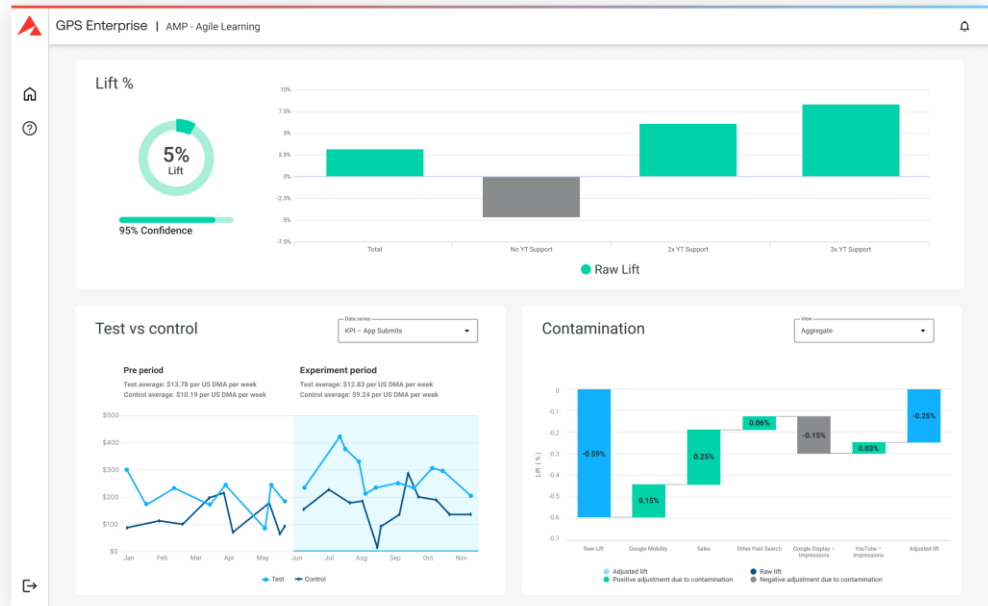 GPS Enterprise | AMP - Agile Learning
Lift %
5%
Lift
95% Confidence
10%
7.5%
5%
2.5%
0%
-2.5%
-5%
-7.5%
Total No YT Support 2x YT Support 3x YT Support
Raw Lift
Test vs control
Data series
KPI – App Submits
Pre period
Test average: $13.78 per US DMA per week
Control average: $10.19 per US DMA per week
Experiment period
Test average: $12.83 per US DMA per week
Control average: $9.24 per US DMA per week
$500
$400
$300
$200
$100
$0
Jan Feb Mar Apr May Jun Jul Aug Sep Oct Nov
Test Control
Contamination
View
Aggregate
Lift (%)
0
-0.1
-0.2
-0.3
-0.4
-0.5
-0.6
-0.7
-0.59%
0.15%
0.25%
0.06%
-0.15%
0.03%
-0.25%
Raw Lift Google Mobility Sales Other Paid Search Google Display – Impressions YouTube – Impressions Adjusted lift
Adjusted lift Raw lift
Positive adjustment due to contamination Negative adjustment due to contamination